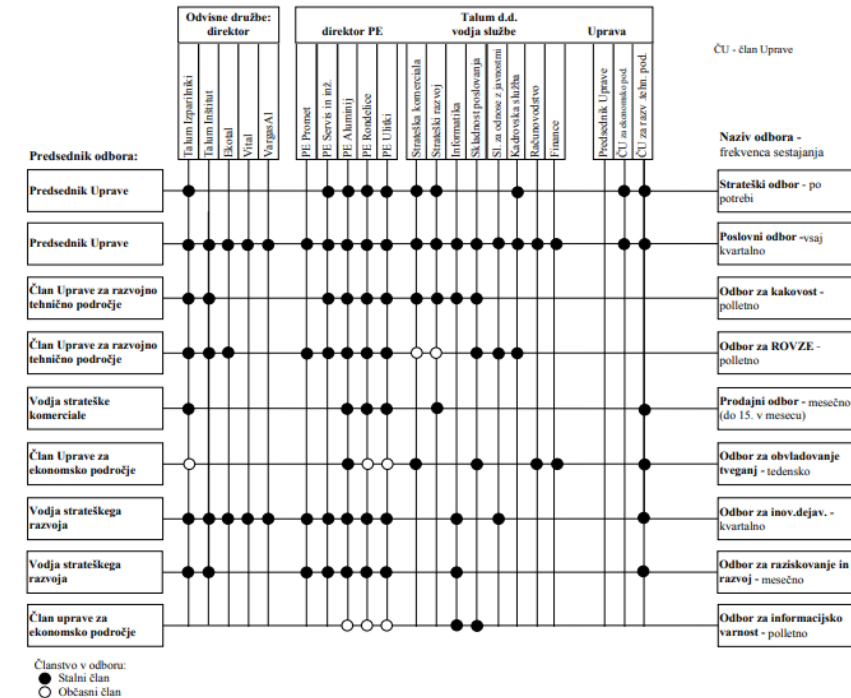 Odvisne družbe:
direktor
Talum d.d.
direktor PE
vodja službe
Uprava
ČU - član Uprave
Talum Izparilniki
Talum Inštitut
Ekotal
Vital
VargasAl
PE Promet
PE Servis in inž.
PE Aluminij
PE Rondelice
PE Ulitki
Strateška komerciala
Strateški razvoj
Informatika
Skladnost poslovanja
Sl. za odnose z javnostmi
Kadrovska služba
Računovodstvo
Finance
Predsednik Uprave
ČU za ekonomsko pod.
ČU za razv .tehn. pod.
Predsednik odbora:
Naziv odbora -
frekvenca sestajanja
Predsednik Uprave
Strateški odbor - po
potrebi
Predsednik Uprave
Poslovni odbor -vsaj
kvartalno
Član Uprave za razvojno
tehnično področje
Odbor za kakovost -
polletno
Član Uprave za razvojno
tehnično področje
Odbor za ROVZE -
polletno
Vodja strateške
komerciale
Prodajni odbor - mesečno
(do 15. v mesecu)
Član Uprave za
ekonomsko področje
Odbor za obvladovanje
tveganj - tedensko
Vodja strateškega
razvoja
Odbor za inov.dejav. -
kvartalno
Vodja strateškega
razvoja
Odbor za raziskovanje in
razvoj - mesečno
Član uprave za
ekonomsko področje
Odbor za informacijsko
varnost - polletno
Članstvo v odboru:
Stalni član
Občasni član